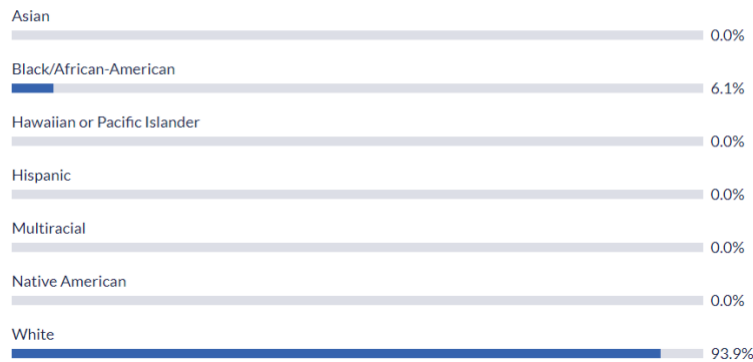 Asian
0.0%
Black/African-American
6.1%
Hawaiian or Pacific Islander
0.0%
Hispanic
0.0%
Multiracial
0.0%
Native American
0.0%
White
93.9%